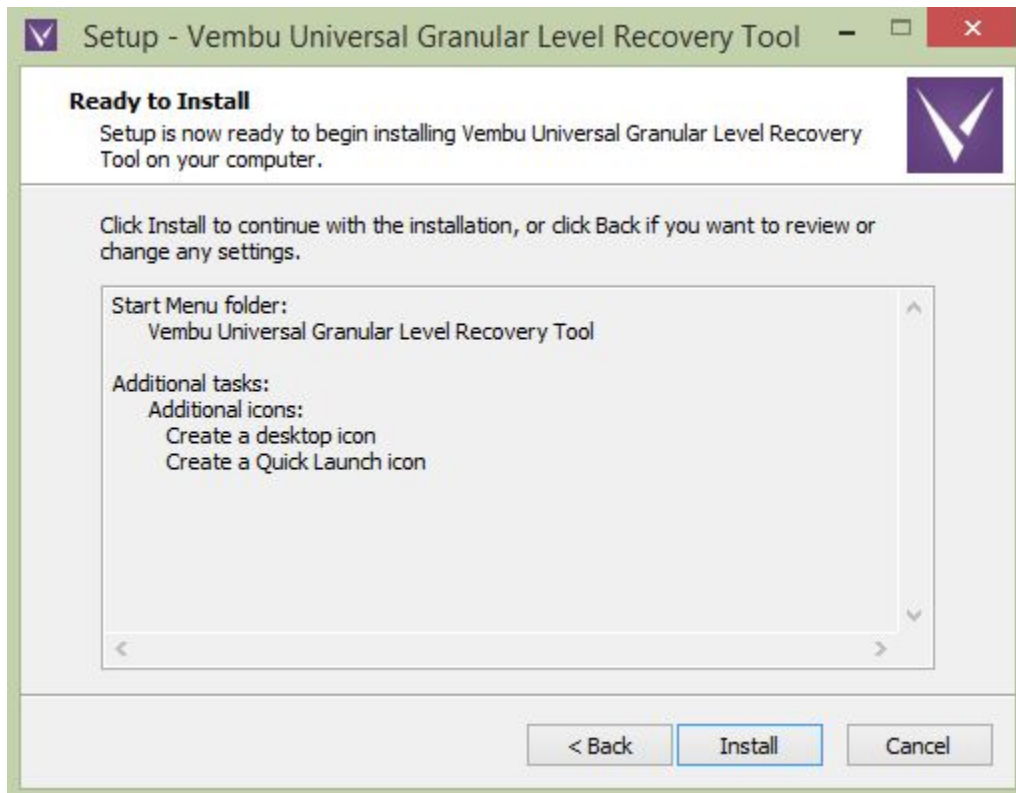 Setup - Vembu Universal Granular Level Recovery Tool
Ready to Install
Setup is now ready to begin installing Vembu Universal Granular Level Recovery
Tool on your computer.
Click Install to continue with the installation, or click Back if you want to review or
change any settings.
Start Menu folder:
Vembu Universal Granular Level Recovery Tool
Additional tasks:
Additional icons:
Create a desktop icon
Create a Quick Launch icon
< Back
Install
Cancel